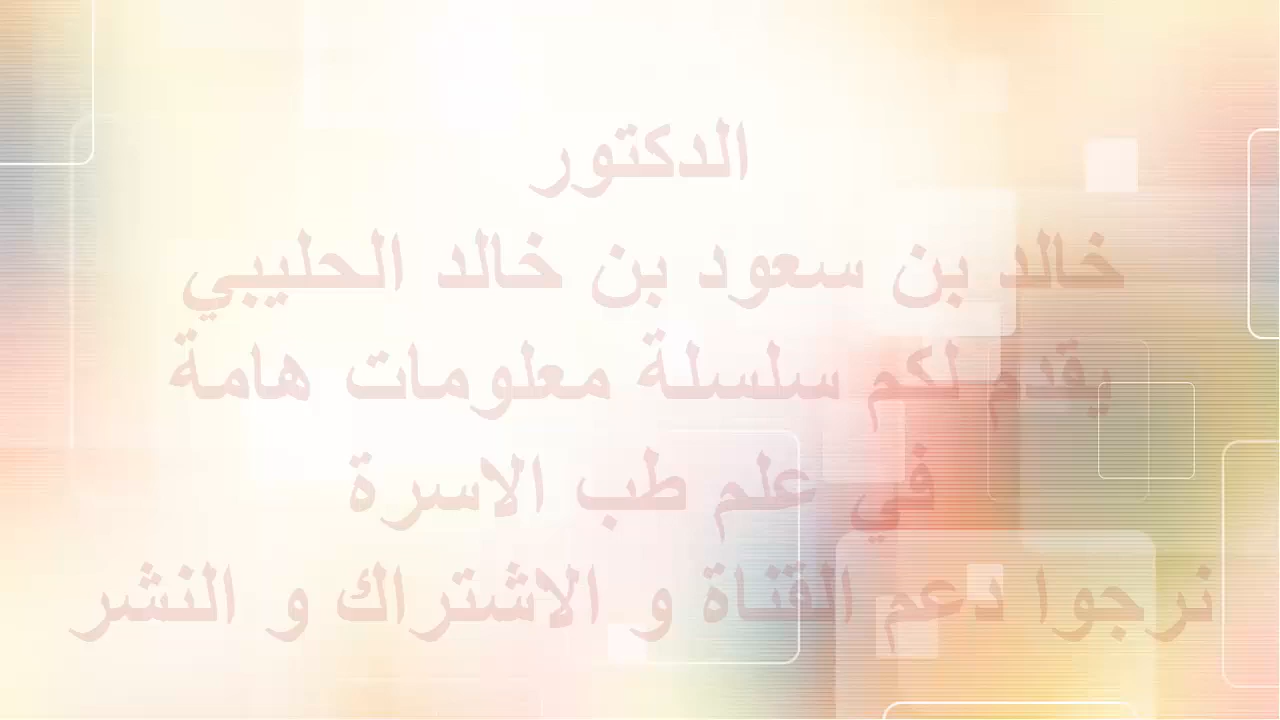 الدكتور
خالد بن سعود بن خالد الحليبي
يقدم لكم سلسلة معلومات هامة
في علم طب الاسرة
نرجوا دعم القناة و الاشتراك و النشر